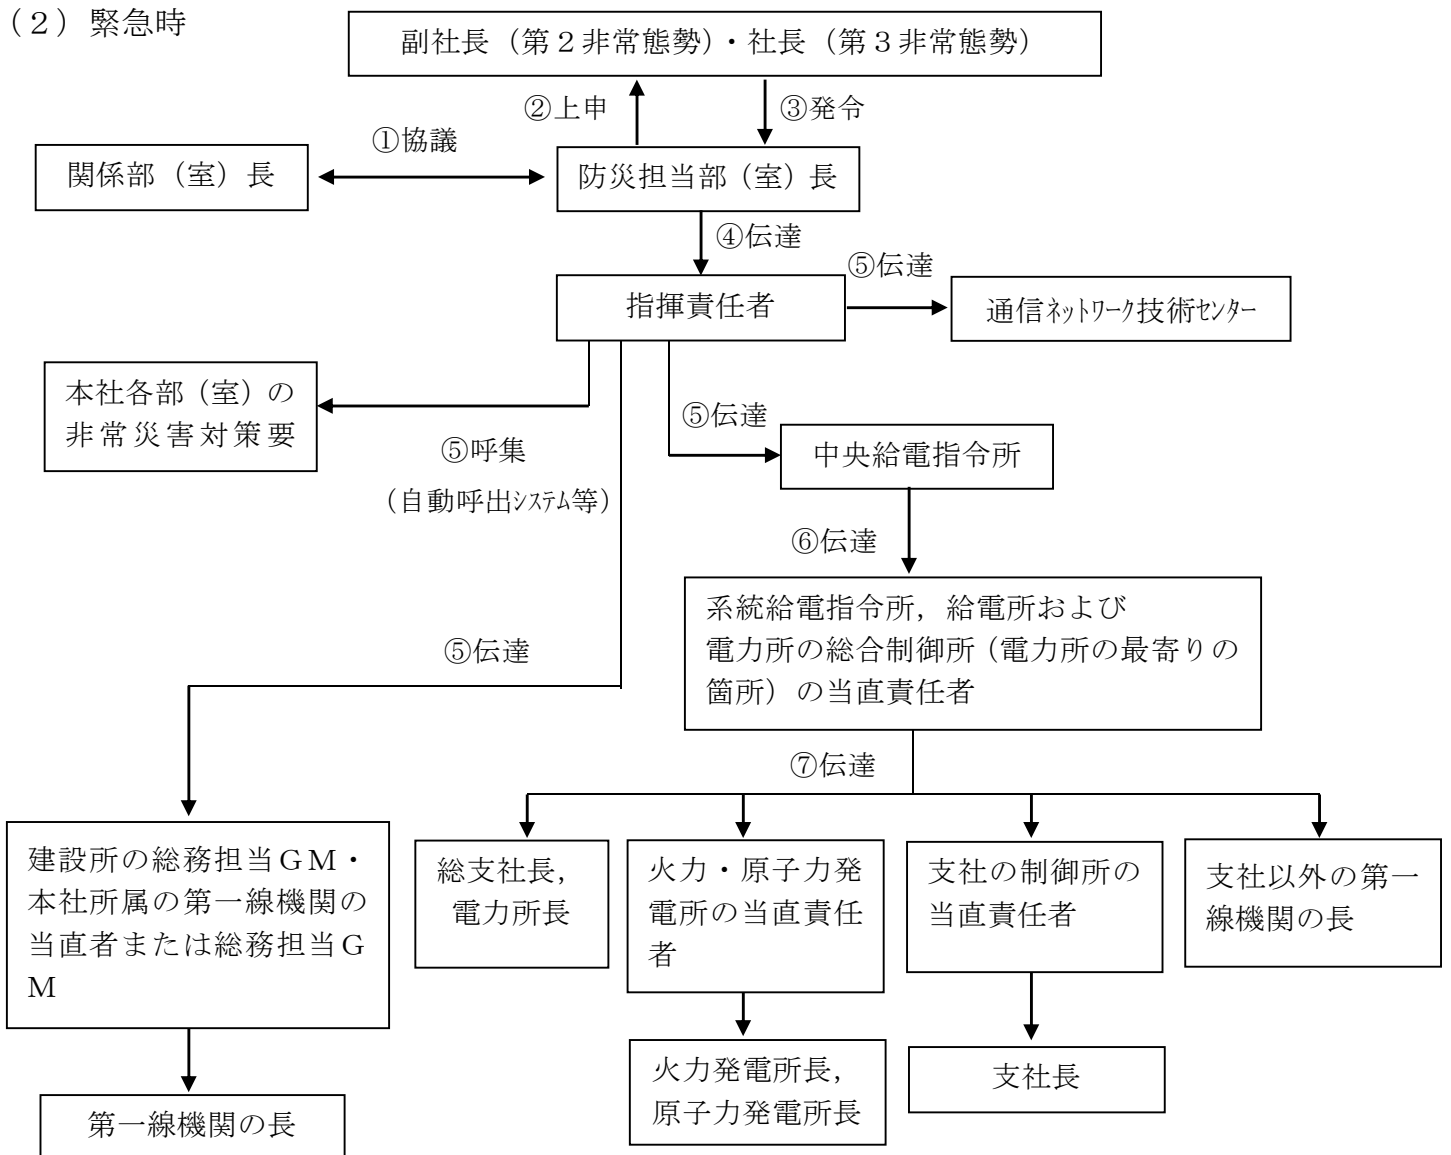 (2) 緊急時
副社長(第2非常態勢)・社長(第3非常態勢)
②上申
③発令
①協議
関係部(室)長
防災担当部(室)長
④伝達
⑤伝達
指揮責任者
通信ネットワーク技術センター
本社各部(室)の
非常災害対策要
⑤呼集
(自動呼出システム等)
⑤伝達
中央給電指令所
⑥伝達
系統給電指令所,給電所および
電力所の総合制御所(電力所の最寄りの
箇所)の当直責任者
⑤伝達
⑦伝達
建設所の総務担当GM・
本社所属の第一線機関の
当直者または総務担当G
M
総支社長,
電力所長
火力・原子力発
電所の当直責任
者
支社の制御所の
当直責任者
支社以外の第一
線機関の長
第一線機関の長
火力発電所長,
原子力発電所長
支社長